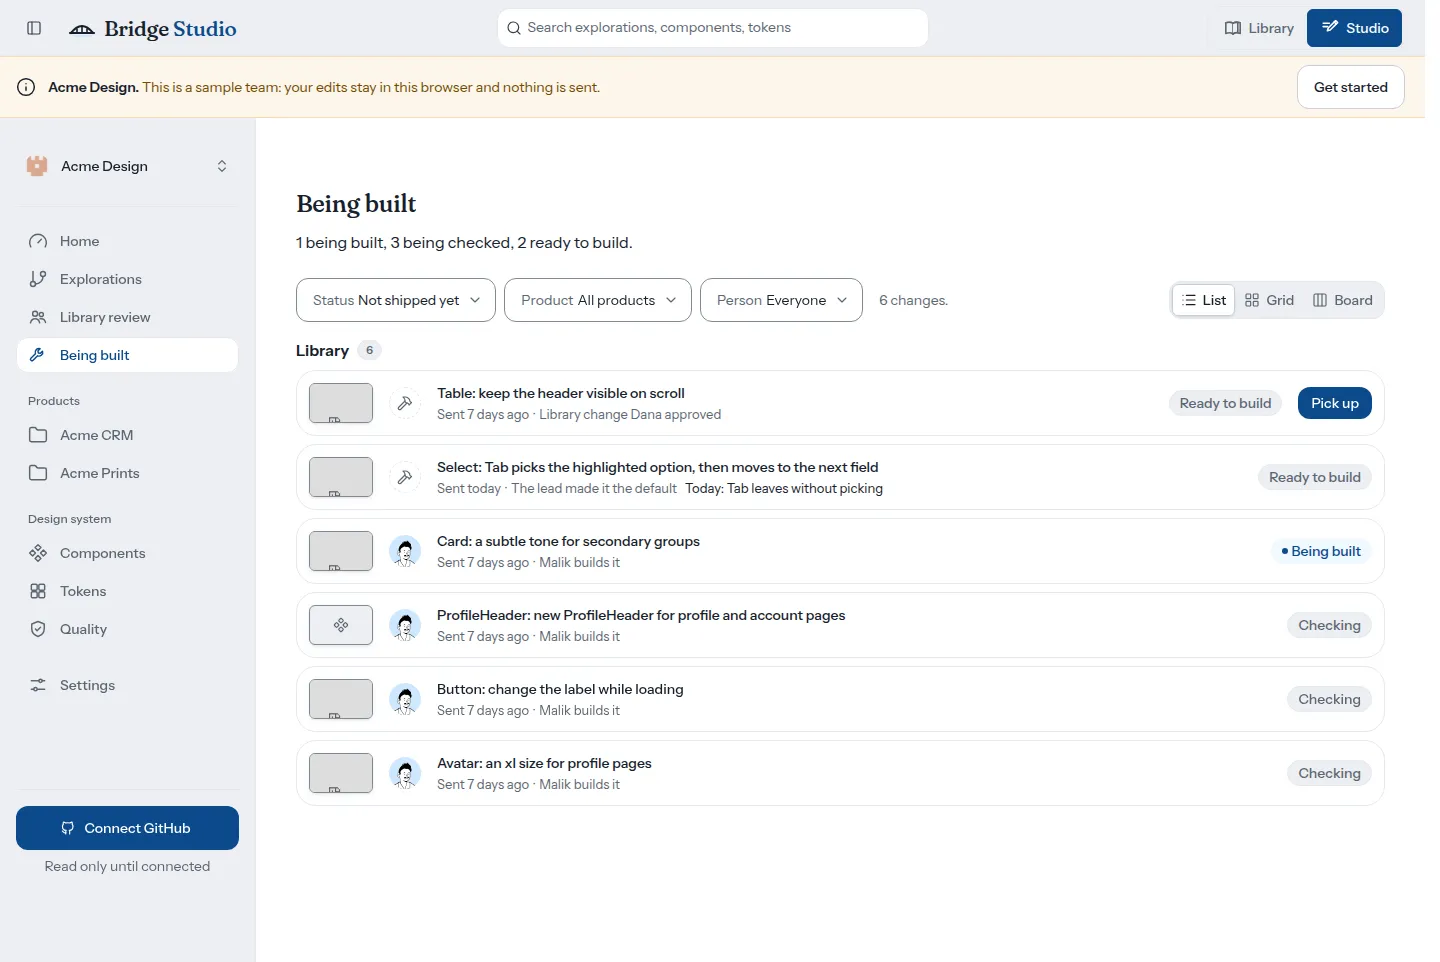 Bridge Studio
Search explorations, components, tokens
Library
Studio
Acme Design. This is a sample team: your edits stay in this browser and nothing is sent.
Get started
Acme Design
Home
Explorations
Library review
Being built
Products
Acme CRM
Acme Prints
Design system
Components
Tokens
Quality
Settings
Connect GitHub
Read only until connected
Being built
1 being built, 3 being checked, 2 ready to build.
Status Not shipped yet
Product All products
Person Everyone
6 changes.
List
Grid
Board
Library 6
Table: keep the header visible on scroll
Sent 7 days ago · Library change Dana approved
Ready to build
Pick up
Select: Tab picks the highlighted option, then moves to the next field
Sent today · The lead made it the default Today: Tab leaves without picking
Ready to build
Card: a subtle tone for secondary groups
Sent 7 days ago · Malik builds it
Being built
ProfileHeader: new ProfileHeader for profile and account pages
Sent 7 days ago · Malik builds it
Checking
Button: change the label while loading
Sent 7 days ago · Malik builds it
Checking
Avatar: an xl size for profile pages
Sent 7 days ago · Malik builds it
Checking